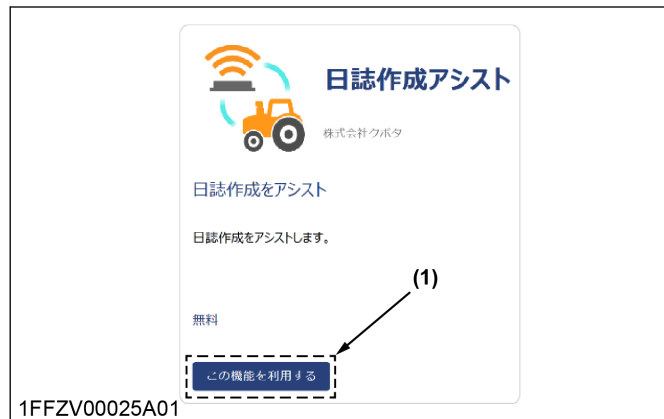 日誌作成アシスト
株式会社クボタ
日誌作成をアシスト
日誌作成をアシストします。
(1)
無料
この機能を利用する
1FFZV00025A01